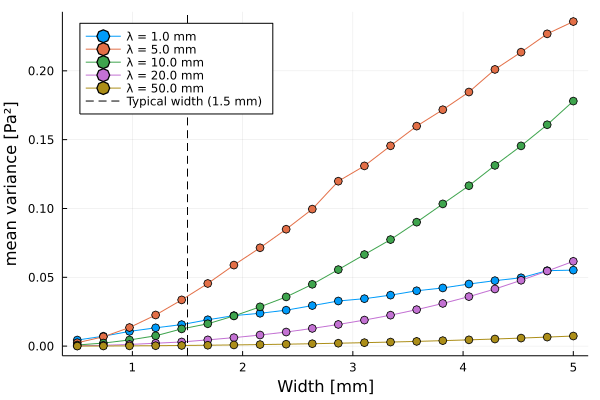 λ = 1.0 mm
λ = 5.0 mm
λ = 10.0 mm
λ = 20.0 mm
λ = 50.0 mm
Typical width (1.5 mm)
mean variance [Pa²]
0.20
0.15
0.10
0.05
0.00
1 2 3 4 5
Width [mm]